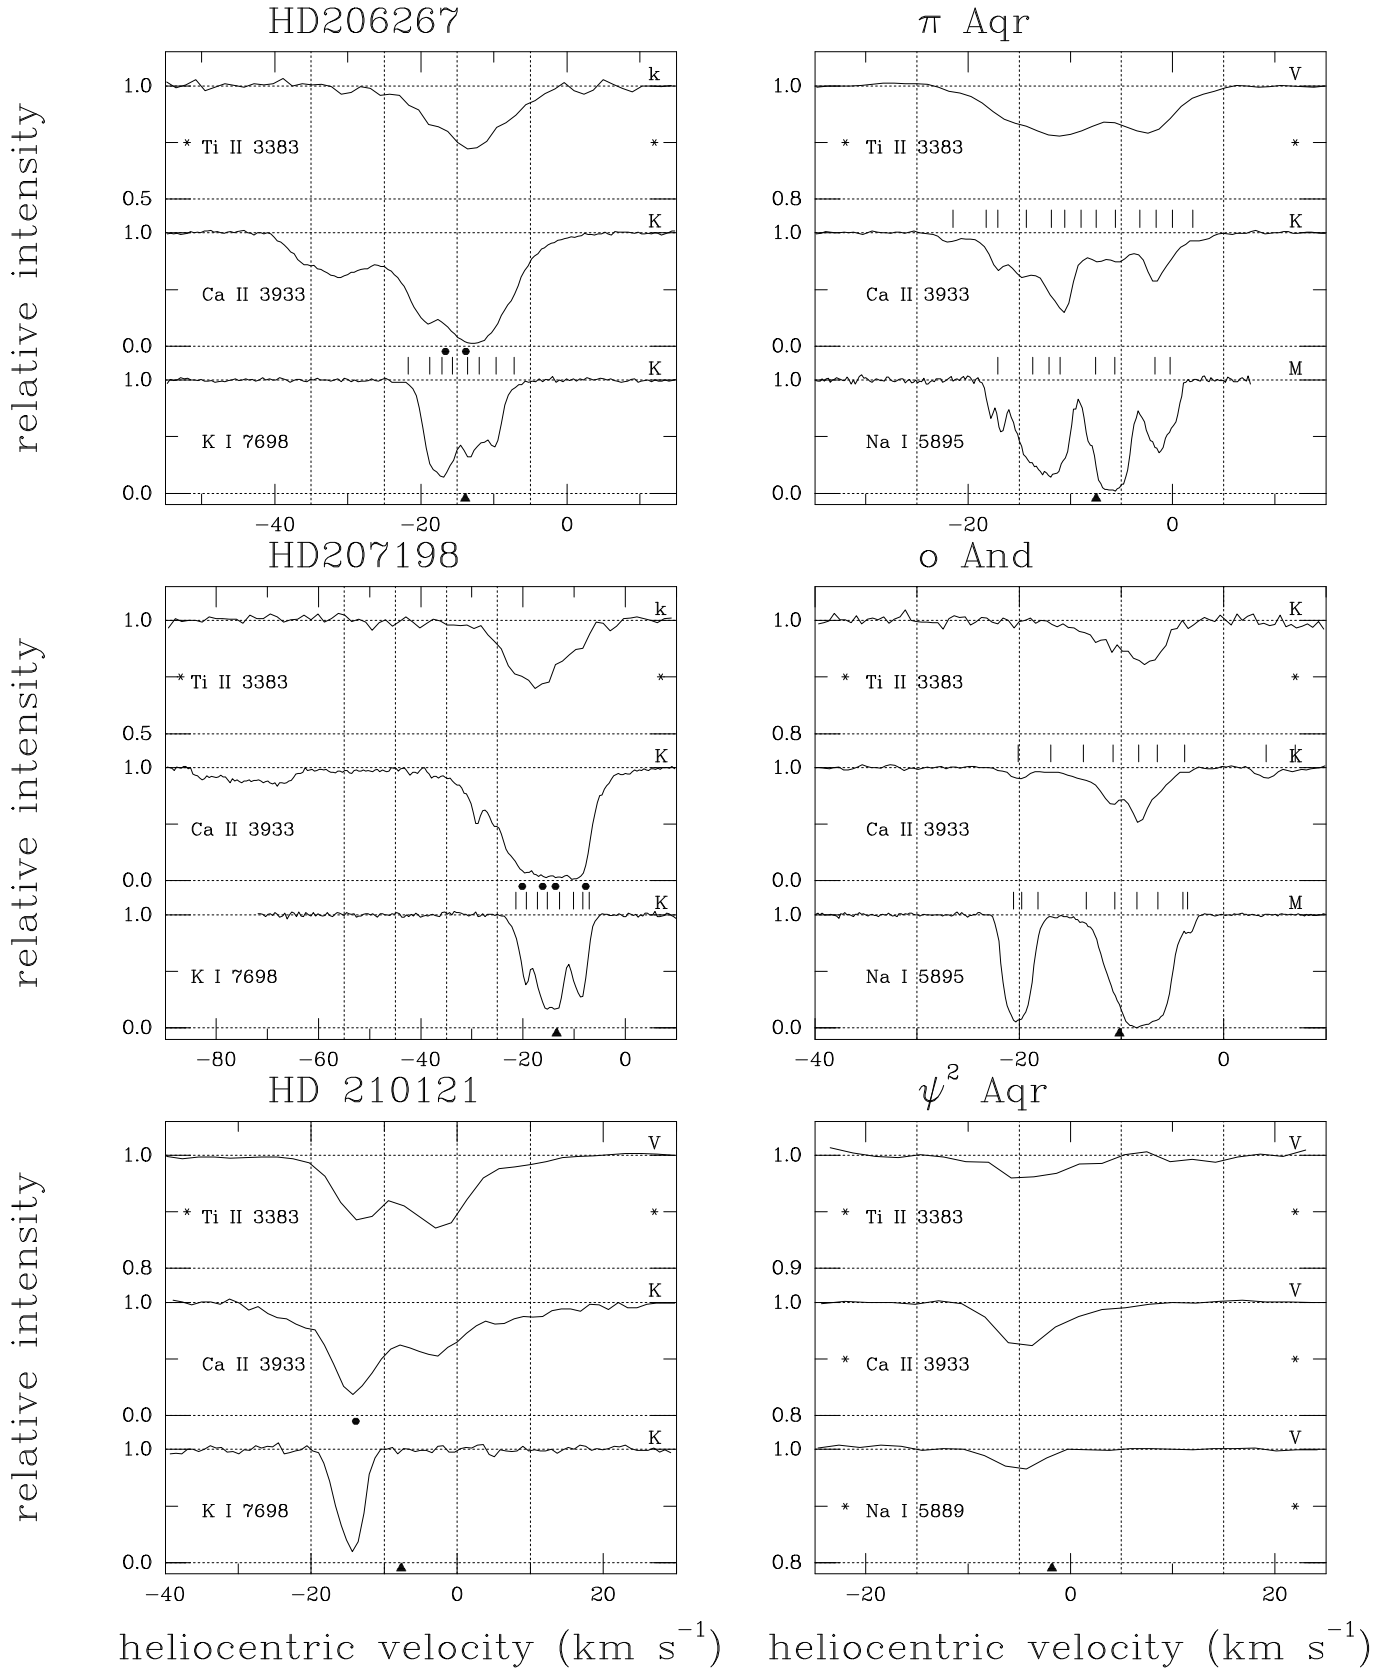 HD206267
π Aqr
relative intensity
1.0 k
* Ti II 3383 *
0.5
1.0 K
Ca II 3933
0.0
1.0 K
K I 7698
0.0
−40 −20 0
1.0 V
* Ti II 3383 *
0.8
1.0 K
Ca II 3933
0.0
1.0 M
Na I 5895
0.0
−20 0
HD207198
o And
relative intensity
1.0 k
* Ti II 3383 *
0.5
1.0 K
Ca II 3933
0.0
1.0 K
K I 7698
0.0
−80 −60 −40 −20 0
1.0 K
* Ti II 3383 *
0.8
1.0 K
Ca II 3933
0.0
1.0 M
Na I 5895
0.0
−40 −20 0
HD 210121
ψ² Aqr
relative intensity
1.0 V
* Ti II 3383 *
0.8
1.0 K
Ca II 3933
0.0
1.0 K
K I 7698
0.0
−40 −20 0 20
heliocentric velocity (km s⁻¹)
1.0 V
* Ti II 3383 *
0.9
1.0 V
* Ca II 3933 *
0.8
1.0 V
* Na I 5889 *
0.8
−20 0 20
heliocentric velocity (km s⁻¹)